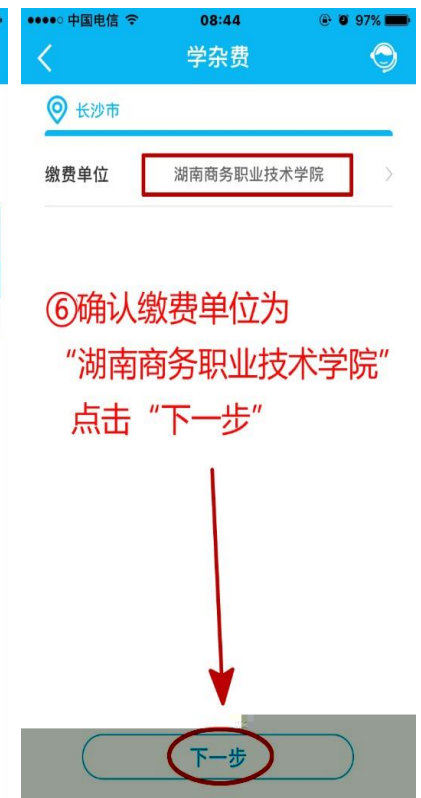 中国电信 08:44 97%
学杂费
长沙市
缴费单位 湖南商务职业技术学院
⑥确认缴费单位为
“湖南商务职业技术学院”
点击“下一步”
下一步